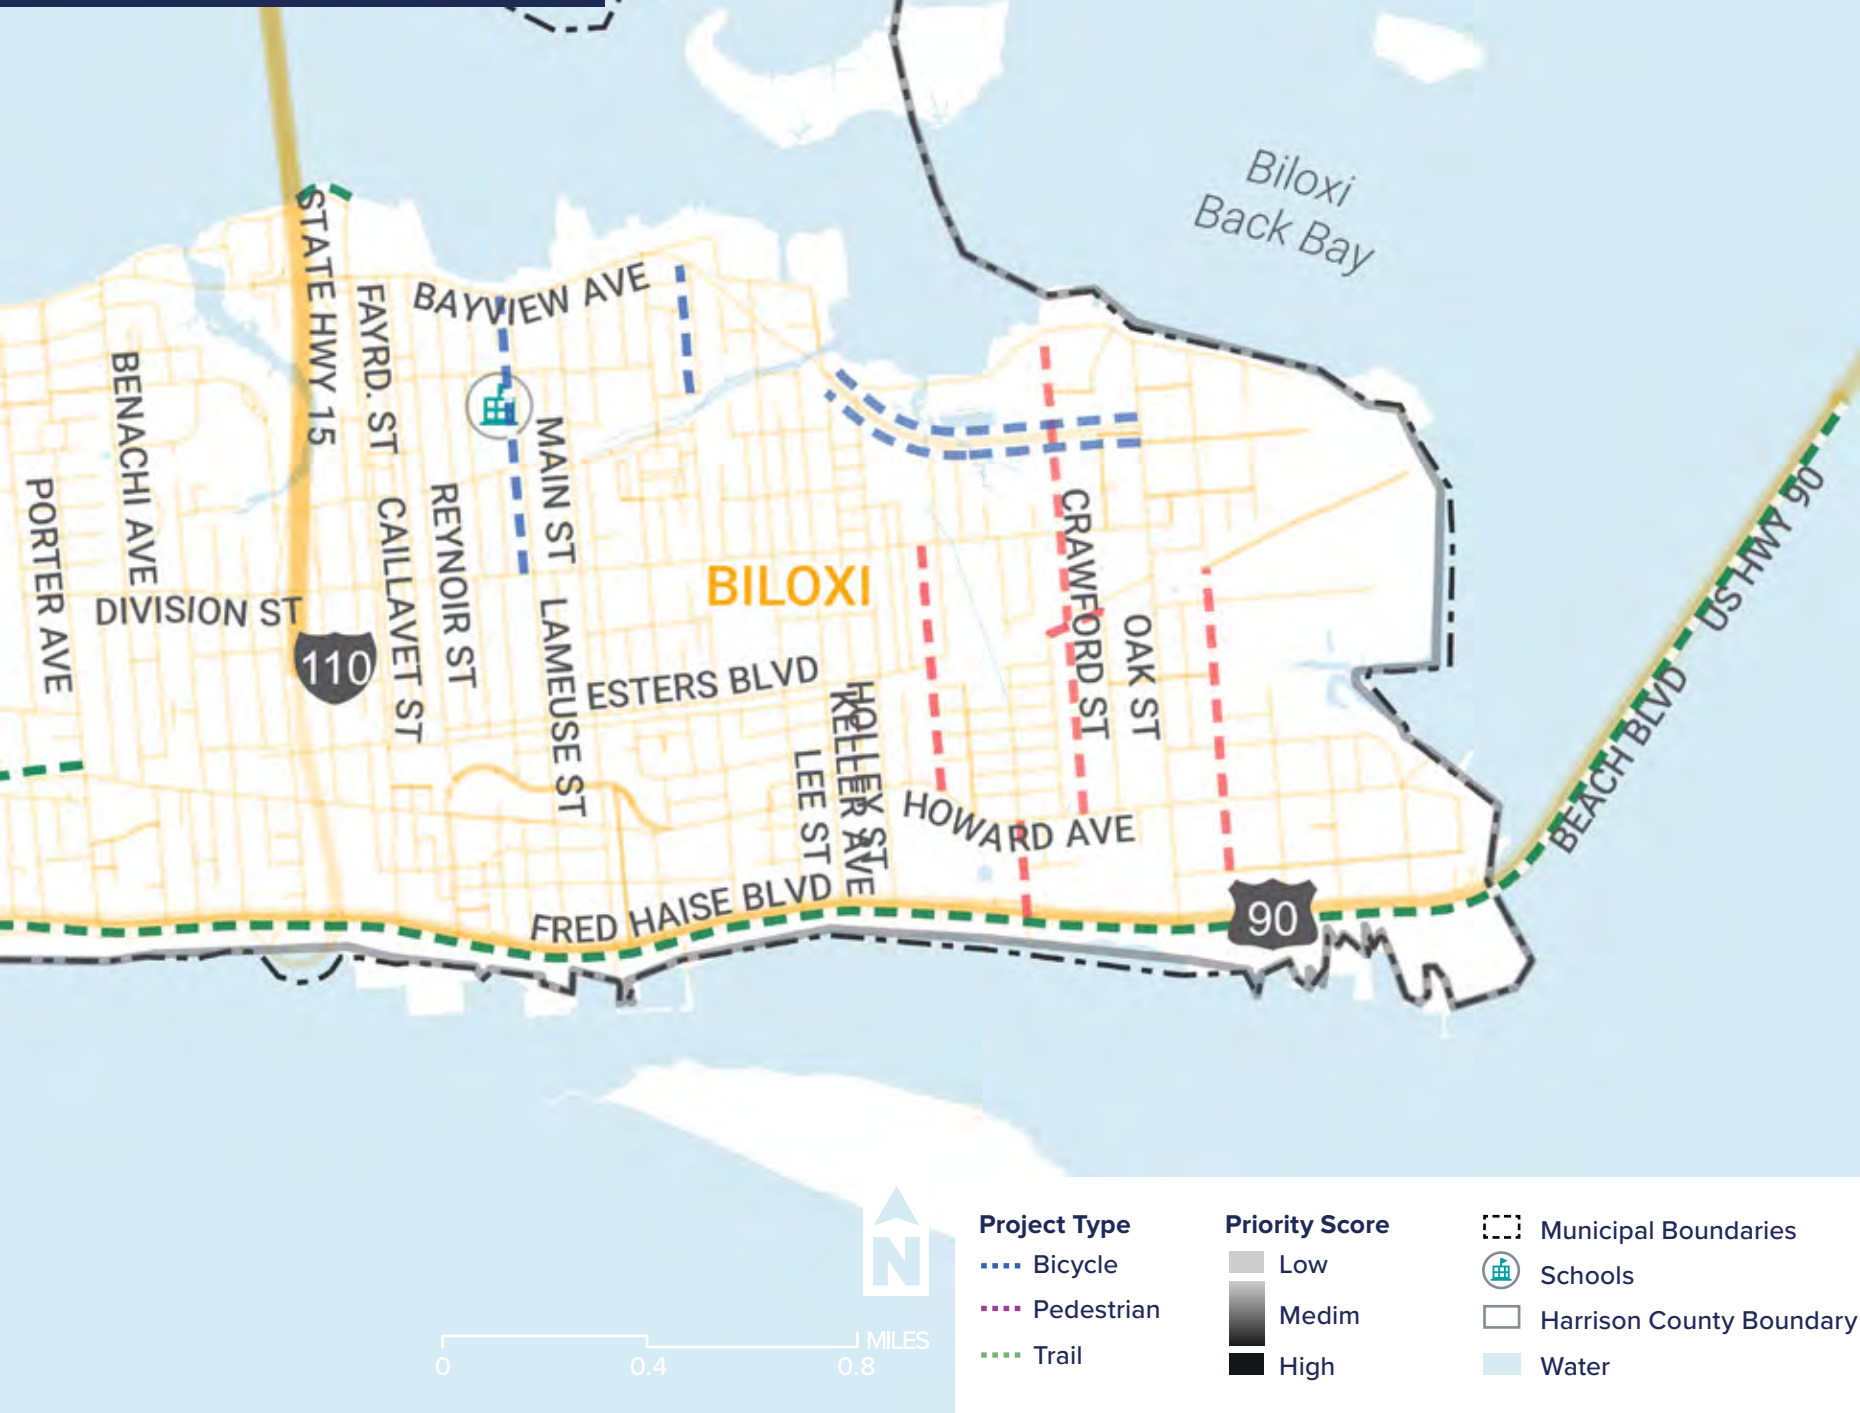 Biloxi
Back Bay
STATE HWY 15
FAYRD. ST
BAYVIEW AVE
BENACHI AVE
PORTER AVE
MAIN ST
REYNOIR ST
CAILLAVET ST
DIVISION ST
110
BILOXI
LAMEUSE ST
ESTERS BLVD
CRAWFORD ST
OAK ST
US HWY 90
BEACH BLVD
HOLLEY ST
KELLER AVE
LEE ST
HOWARD AVE
FRED HAISE BLVD
90
N
MILES
0 0.4 0.8
Project Type
Bicycle
Pedestrian
Trail
Priority Score
Low
Medim
High
Municipal Boundaries
Schools
Harrison County Boundary
Water